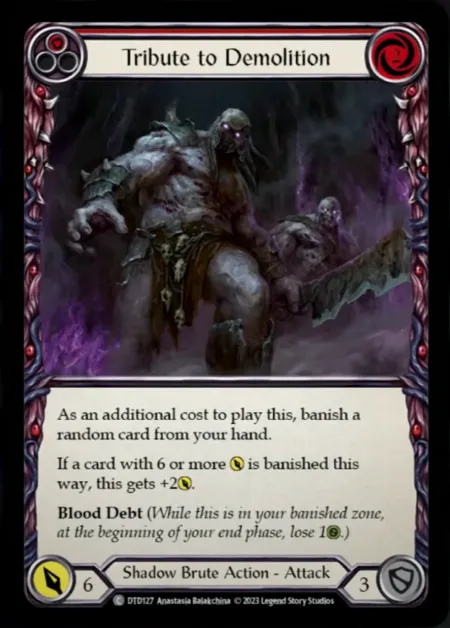 Tribute to Demolition
As an additional cost to play this, banish a
random card from your hand.
If a card with 6 or more is banished this
way, this gets +2.
Blood Debt (While this is in your banished zone,
at the beginning of your end phase, lose 1.)
6
Shadow Brute Action - Attack
3
C DTD127 Anastasia Balakchina © 2023 Legend Story Studios